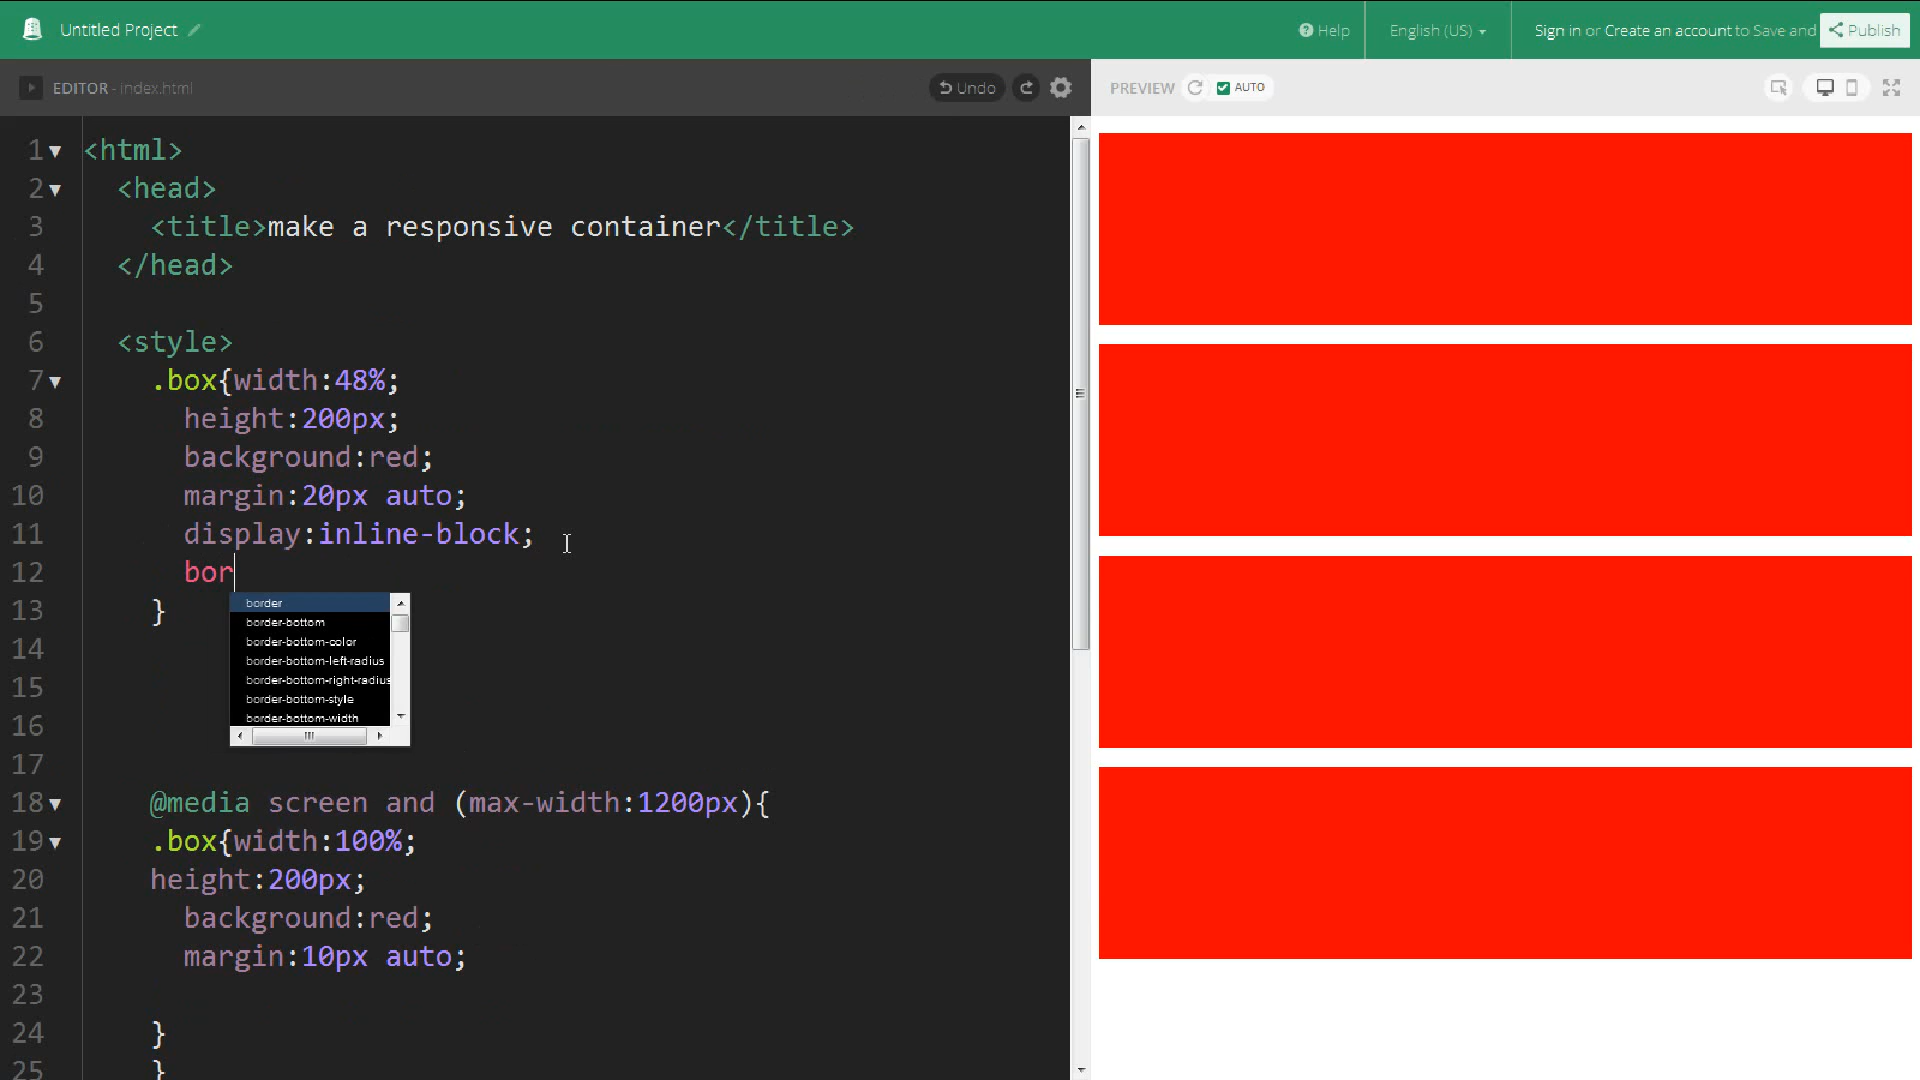 Untitled Project
Help
English (US)
Sign in or Create an account to Save and
Publish
EDITOR - index.html
Undo
PREVIEW
AUTO
1 <html>
2 <head>
3 <title>make a responsive container</title>
4 </head>
5
6 <style>
7 .box{width:48%;
8 height:200px;
9 background:red;
10 margin:20px auto;
11 display:inline-block;
12 bor
13 }
border
border-bottom
border-bottom-color
border-bottom-left-radius
border-bottom-right-radius
border-bottom-style
border-bottom-width
14
15
16
17
18 @media screen and (max-width:1200px){
19 .box{width:100%;
20 height:200px;
21 background:red;
22 margin:10px auto;
23
24 }
25 }